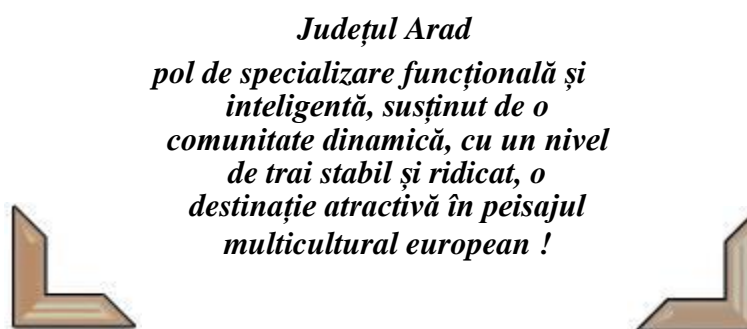 Județul Arad
pol de specializare funcțională și
inteligentă, susținut de o
comunitate dinamică, cu un nivel
de trai stabil și ridicat, o
destinație atractivă în peisajul
multicultural european !